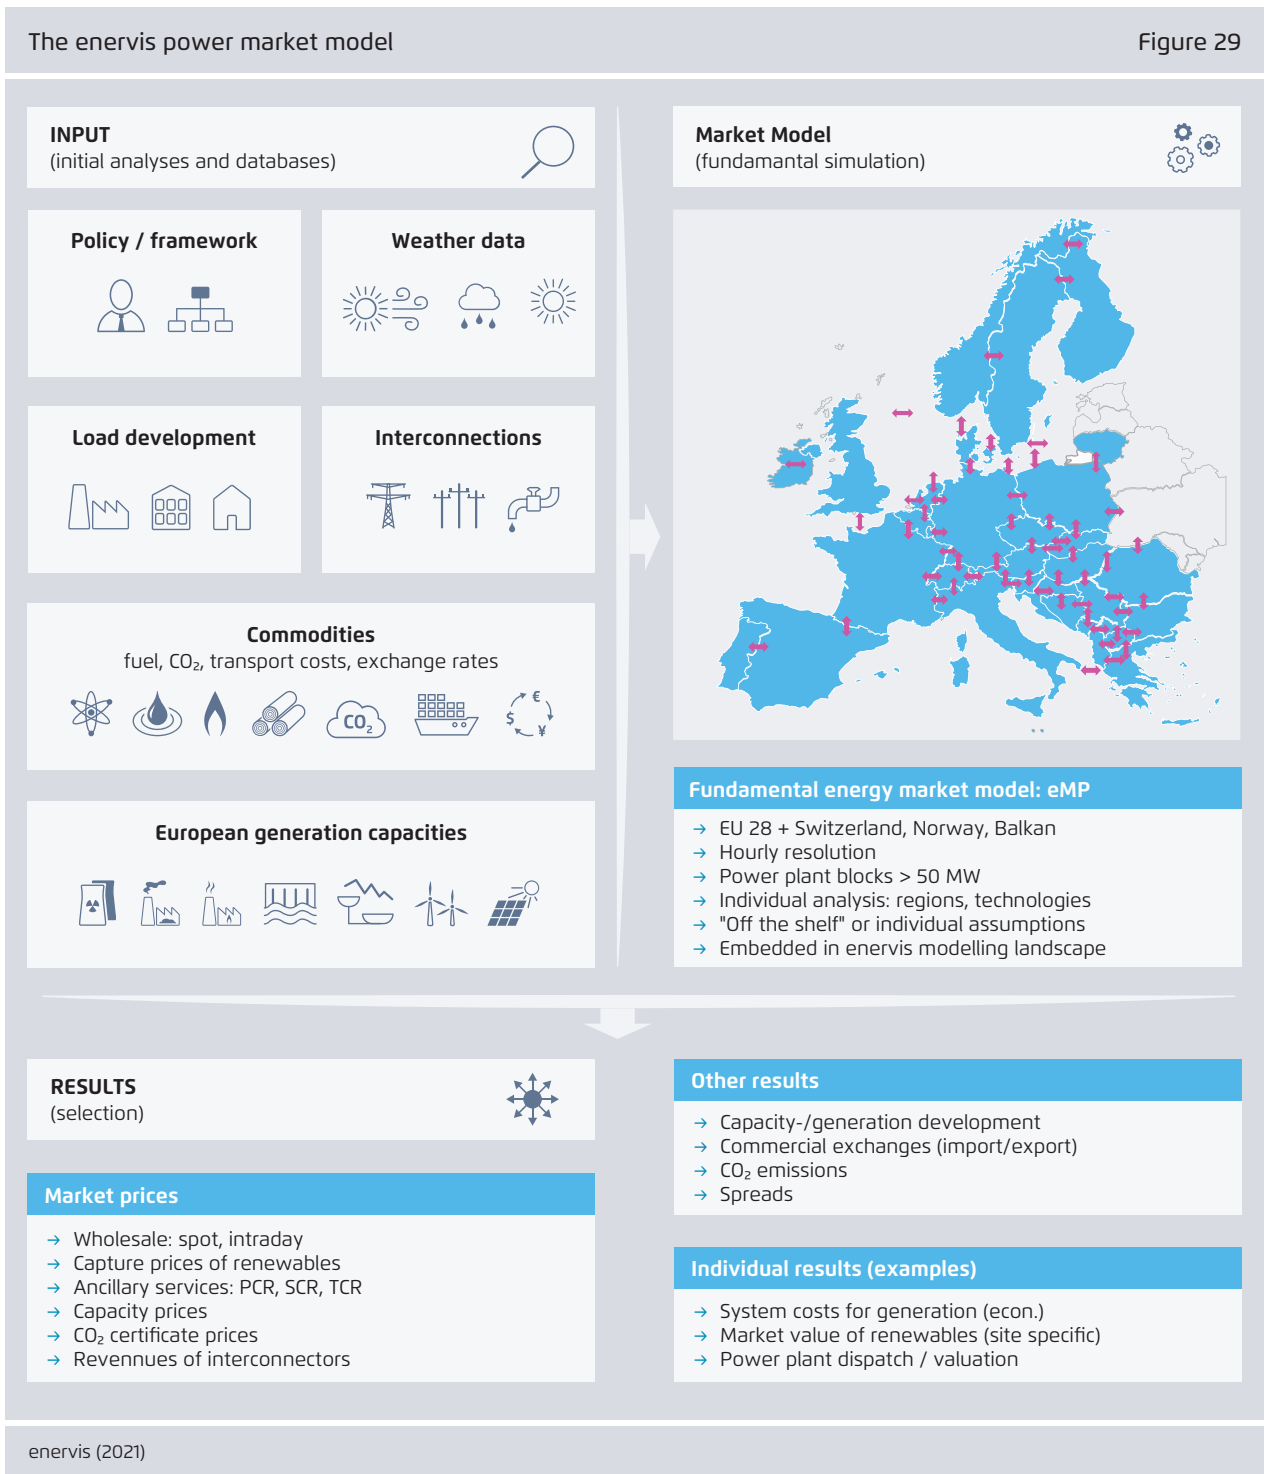 The enervis power market model
Figure 29
INPUT
(initial analyses and databases)
Policy / framework
Weather data
Load development
Interconnections
Commodities
fuel, CO₂, transport costs, exchange rates
CO₂
€
$
¥
European generation capacities
Market Model
(fundamantal simulation)
Fundamental energy market model: eMP
→ EU 28 + Switzerland, Norway, Balkan
→ Hourly resolution
→ Power plant blocks > 50 MW
→ Individual analysis: regions, technologies
→ "Off the shelf" or individual assumptions
→ Embedded in enervis modelling landscape
RESULTS
(selection)
Market prices
→ Wholesale: spot, intraday
→ Capture prices of renewables
→ Ancillary services: PCR, SCR, TCR
→ Capacity prices
→ CO₂ certificate prices
→ Revennues of interconnectors
Other results
→ Capacity-/generation development
→ Commercial exchanges (import/export)
→ CO₂ emissions
→ Spreads
Individual results (examples)
→ System costs for generation (econ.)
→ Market value of renewables (site specific)
→ Power plant dispatch / valuation
enervis (2021)